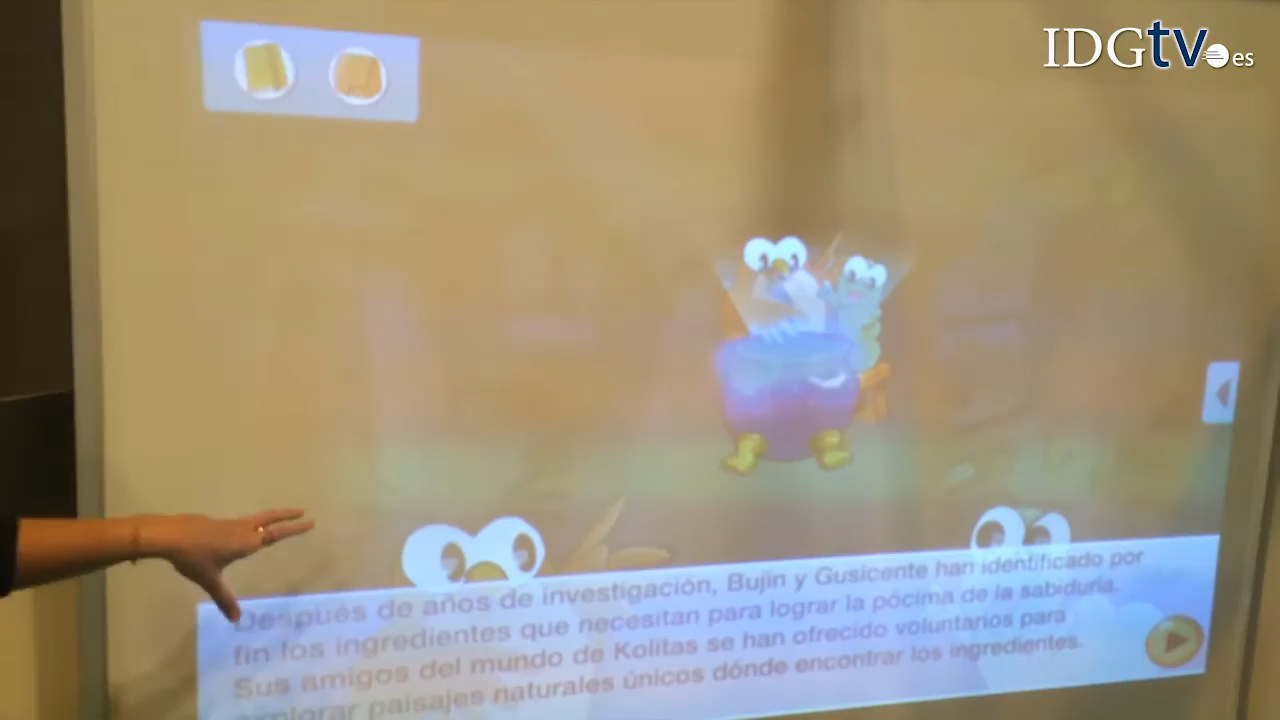 IDGtv.es
Después de años de investigación, Bujín y Gusicente han identificado por
fin los ingredientes que necesitan para lograr la pócima de la sabiduría.
Sus amigos del mundo de Kolitas se han ofrecido voluntarios para
explorar paisajes naturales únicos dónde encontrar los ingredientes.